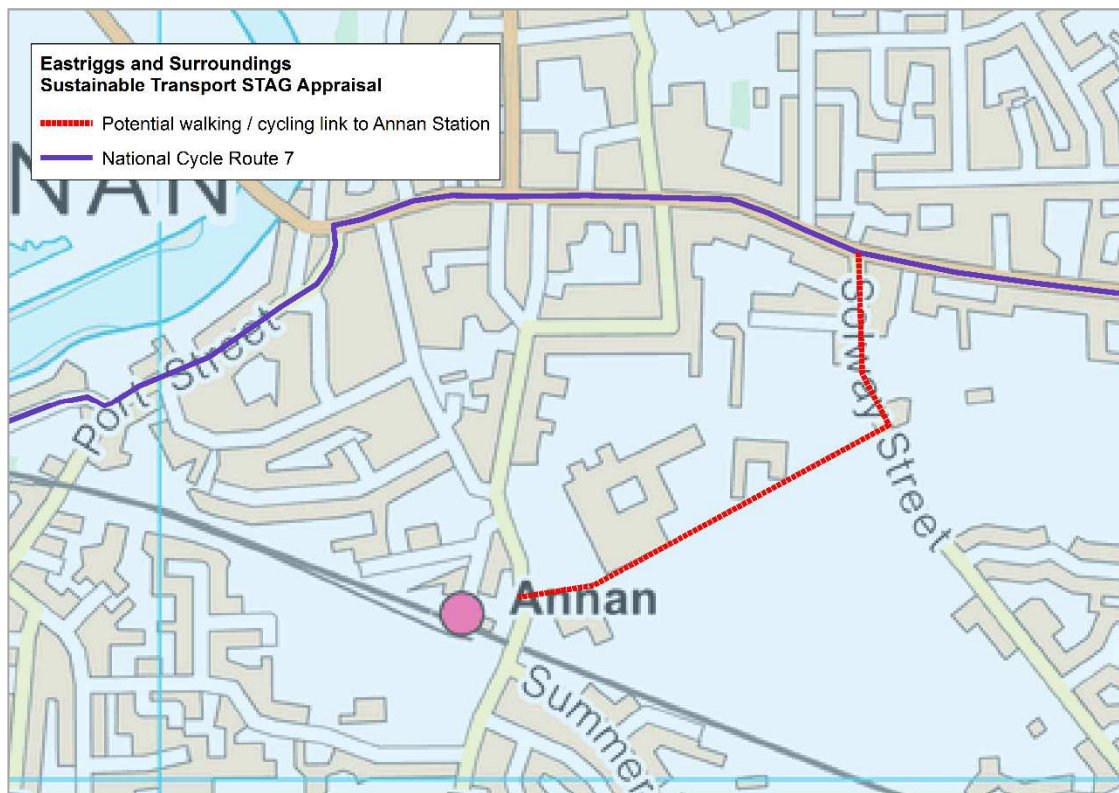 Eastriggs and Surroundings
Sustainable Transport STAG Appraisal
Potential walking / cycling link to Annan Station
National Cycle Route 7
NAN
Port Street
Solway Street
Annan
Summer